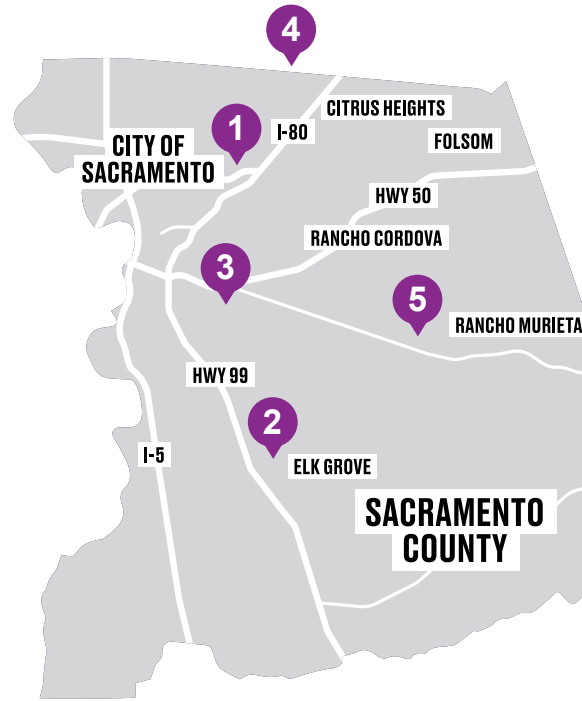 4
CITRUS HEIGHTS
1
I-80
CITY OF
SACRAMENTO
FOLSOM
HWY 50
RANCHO CORDOVA
3
5
RANCHO MURIETA
HWY 99
2
I-5
ELK GROVE
SACRAMENTO
COUNTY